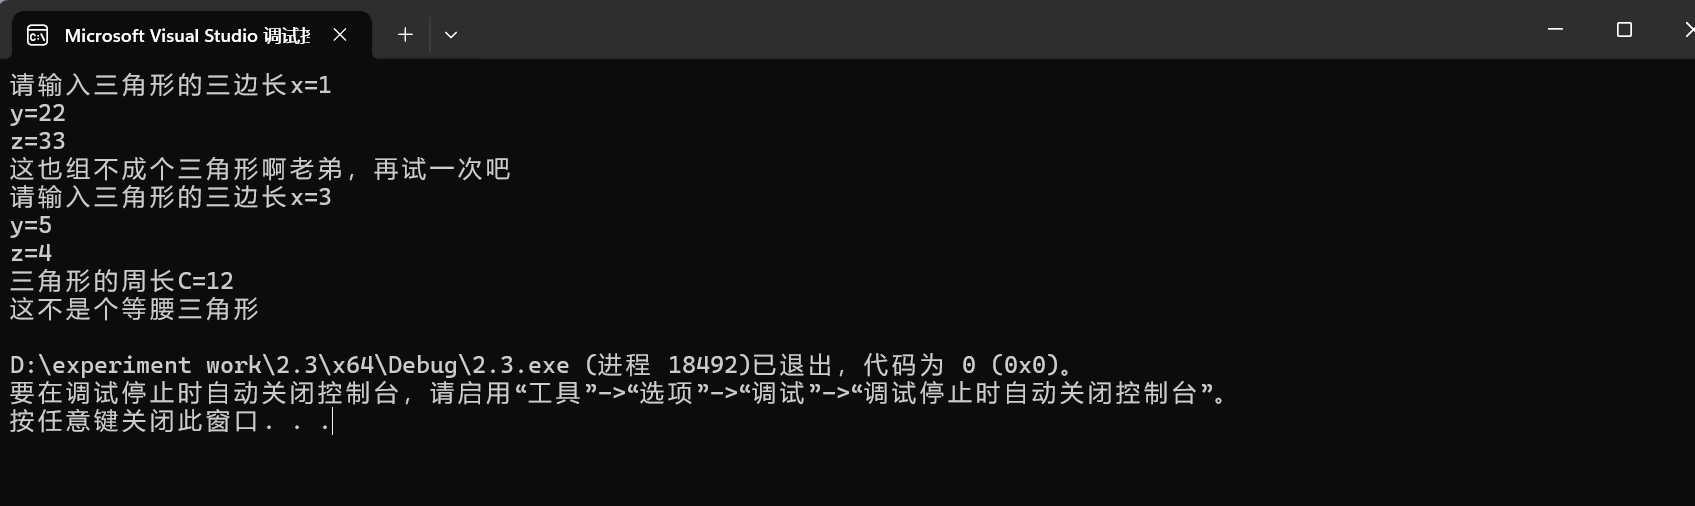 Microsoft Visual Studio 调试
请输入三角形的三边长x=1
y=22
z=33
这也组不成个三角形啊老弟，再试一次吧
请输入三角形的三边长x=3
y=5
z=4
三角形的周长C=12
这不是个等腰三角形
D:\experiment work\2.3\x64\Debug\2.3.exe (进程 18492)已退出，代码为 0 (0x0)。
要在调试停止时自动关闭控制台，请启用“工具”->“选项”->“调试”->“调试停止时自动关闭控制台”。
按任意键关闭此窗口. . .